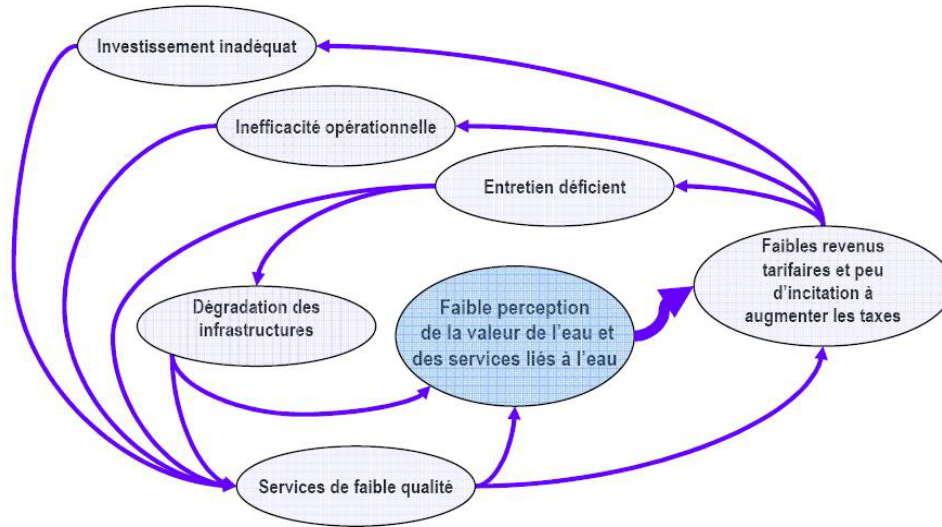 Investissement inadéquat
Inefficacité opérationnelle
Entretien déficient
Faibles revenus
tarifaires et peu
d'incitation à
augmenter les taxes
Dégradation des
infrastructures
Faible perception
de la valeur de l'eau et
des services liés à l'eau
Services de faible qualité